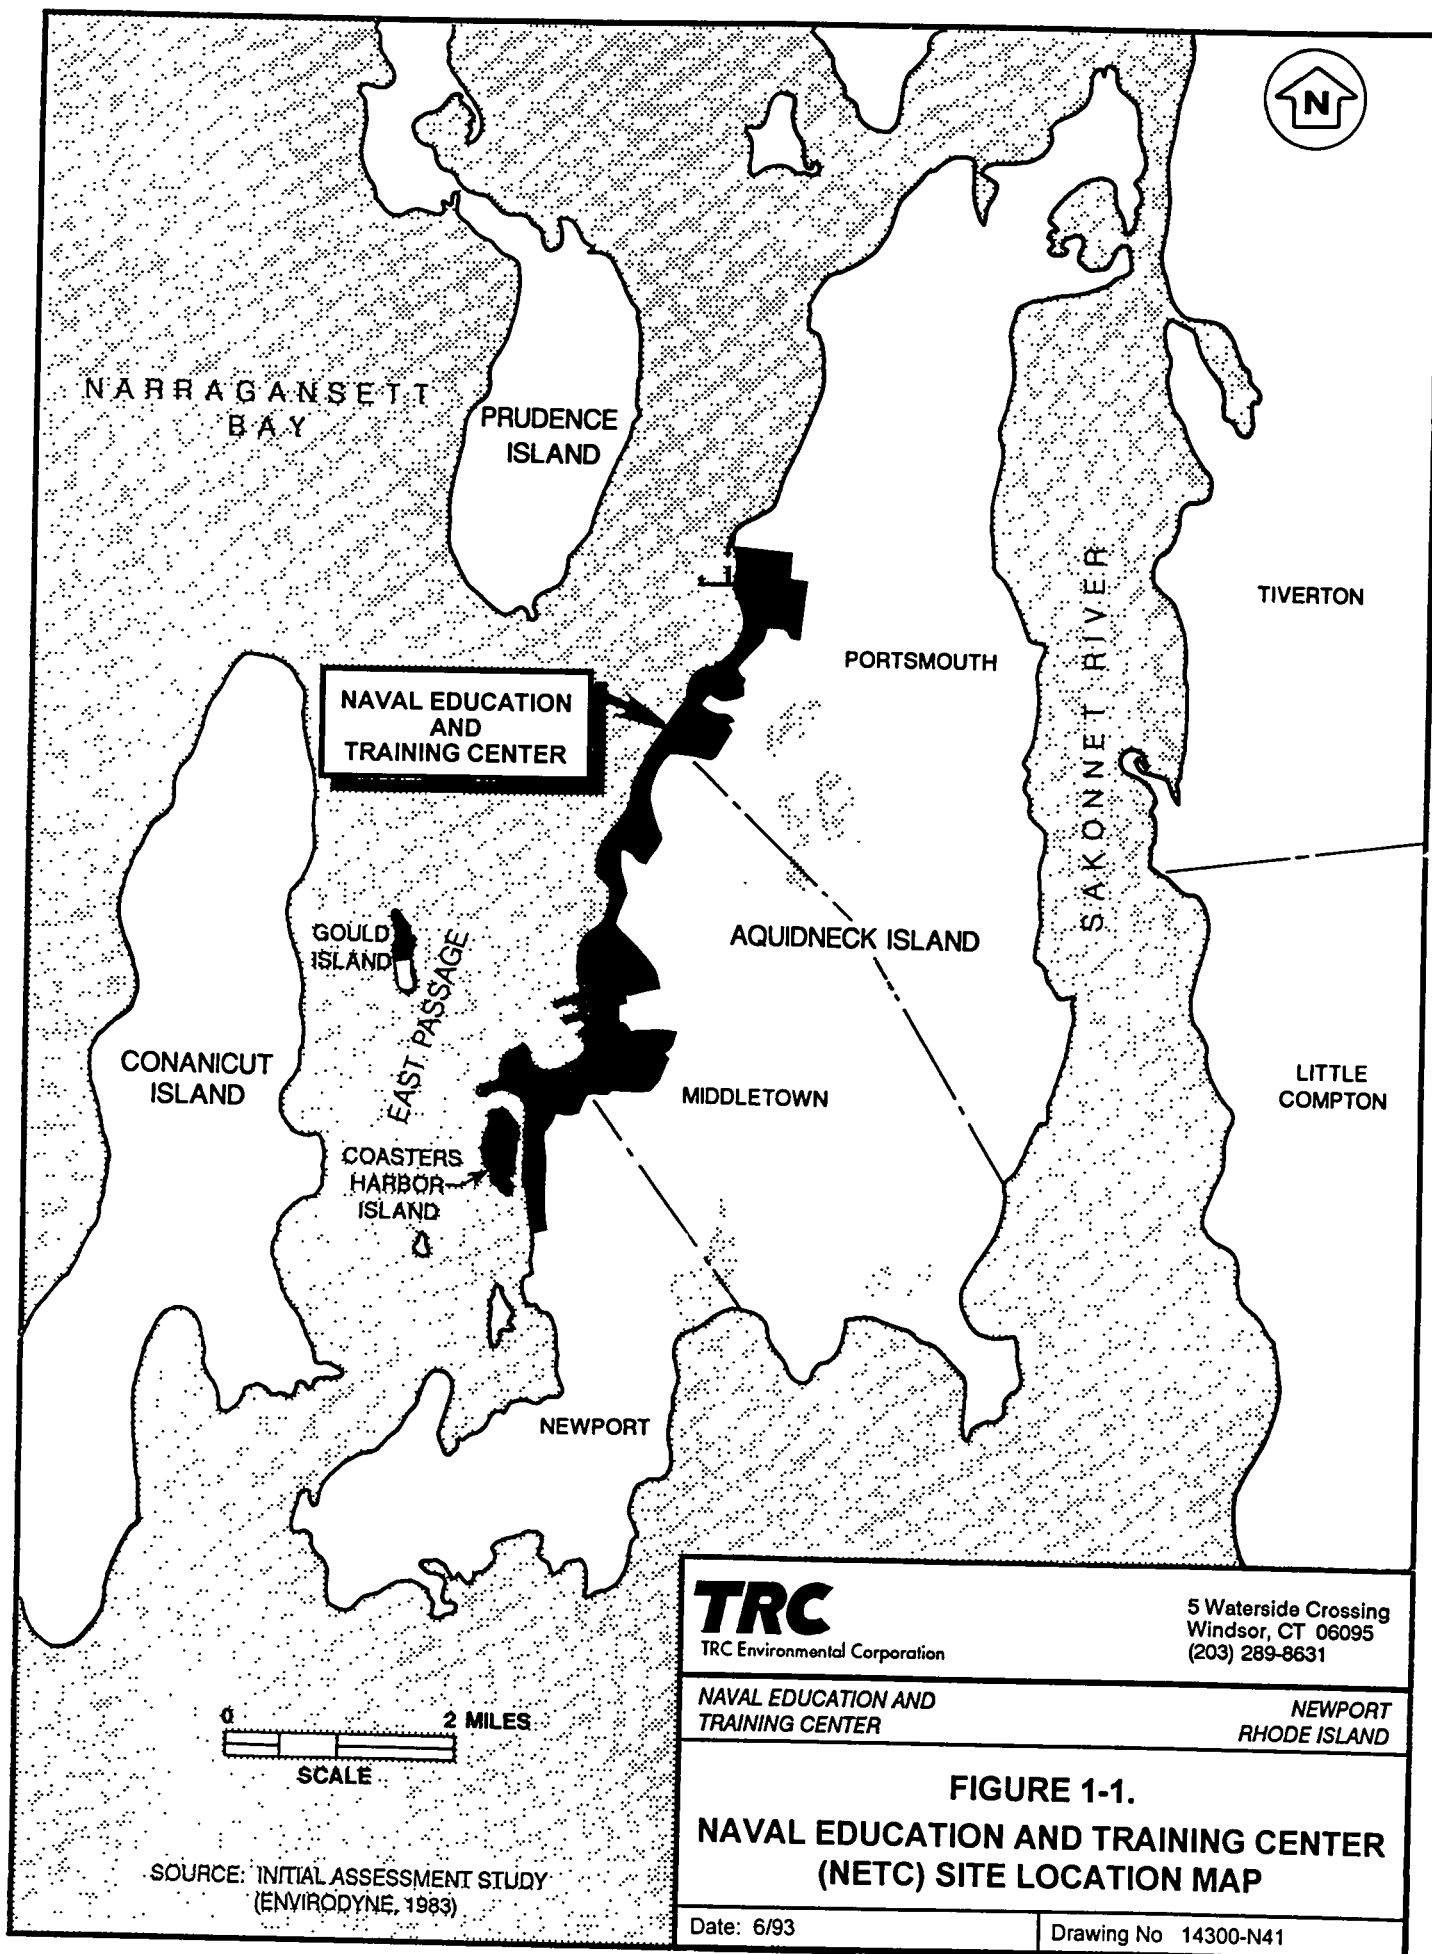 N
NARRAGANSETT
BAY
PRUDENCE
ISLAND
TIVERTON
PORTSMOUTH
SAKONNET RIVER
NAVAL EDUCATION
AND
TRAINING CENTER
GOULD
ISLAND
EAST PASSAGE
AQUIDNECK ISLAND
CONANICUT
ISLAND
MIDDLETOWN
LITTLE
COMPTON
COASTERS
HARBOR
ISLAND
NEWPORT
0 2 MILES
SCALE
SOURCE: INITIAL ASSESSMENT STUDY
(ENVIRODYNE, 1983)
TRC
TRC Environmental Corporation
5 Waterside Crossing
Windsor, CT 06095
(203) 289-8631
NAVAL EDUCATION AND
TRAINING CENTER
NEWPORT
RHODE ISLAND
FIGURE 1-1.
NAVAL EDUCATION AND TRAINING CENTER
(NETC) SITE LOCATION MAP
Date: 6/93
Drawing No 14300-N41